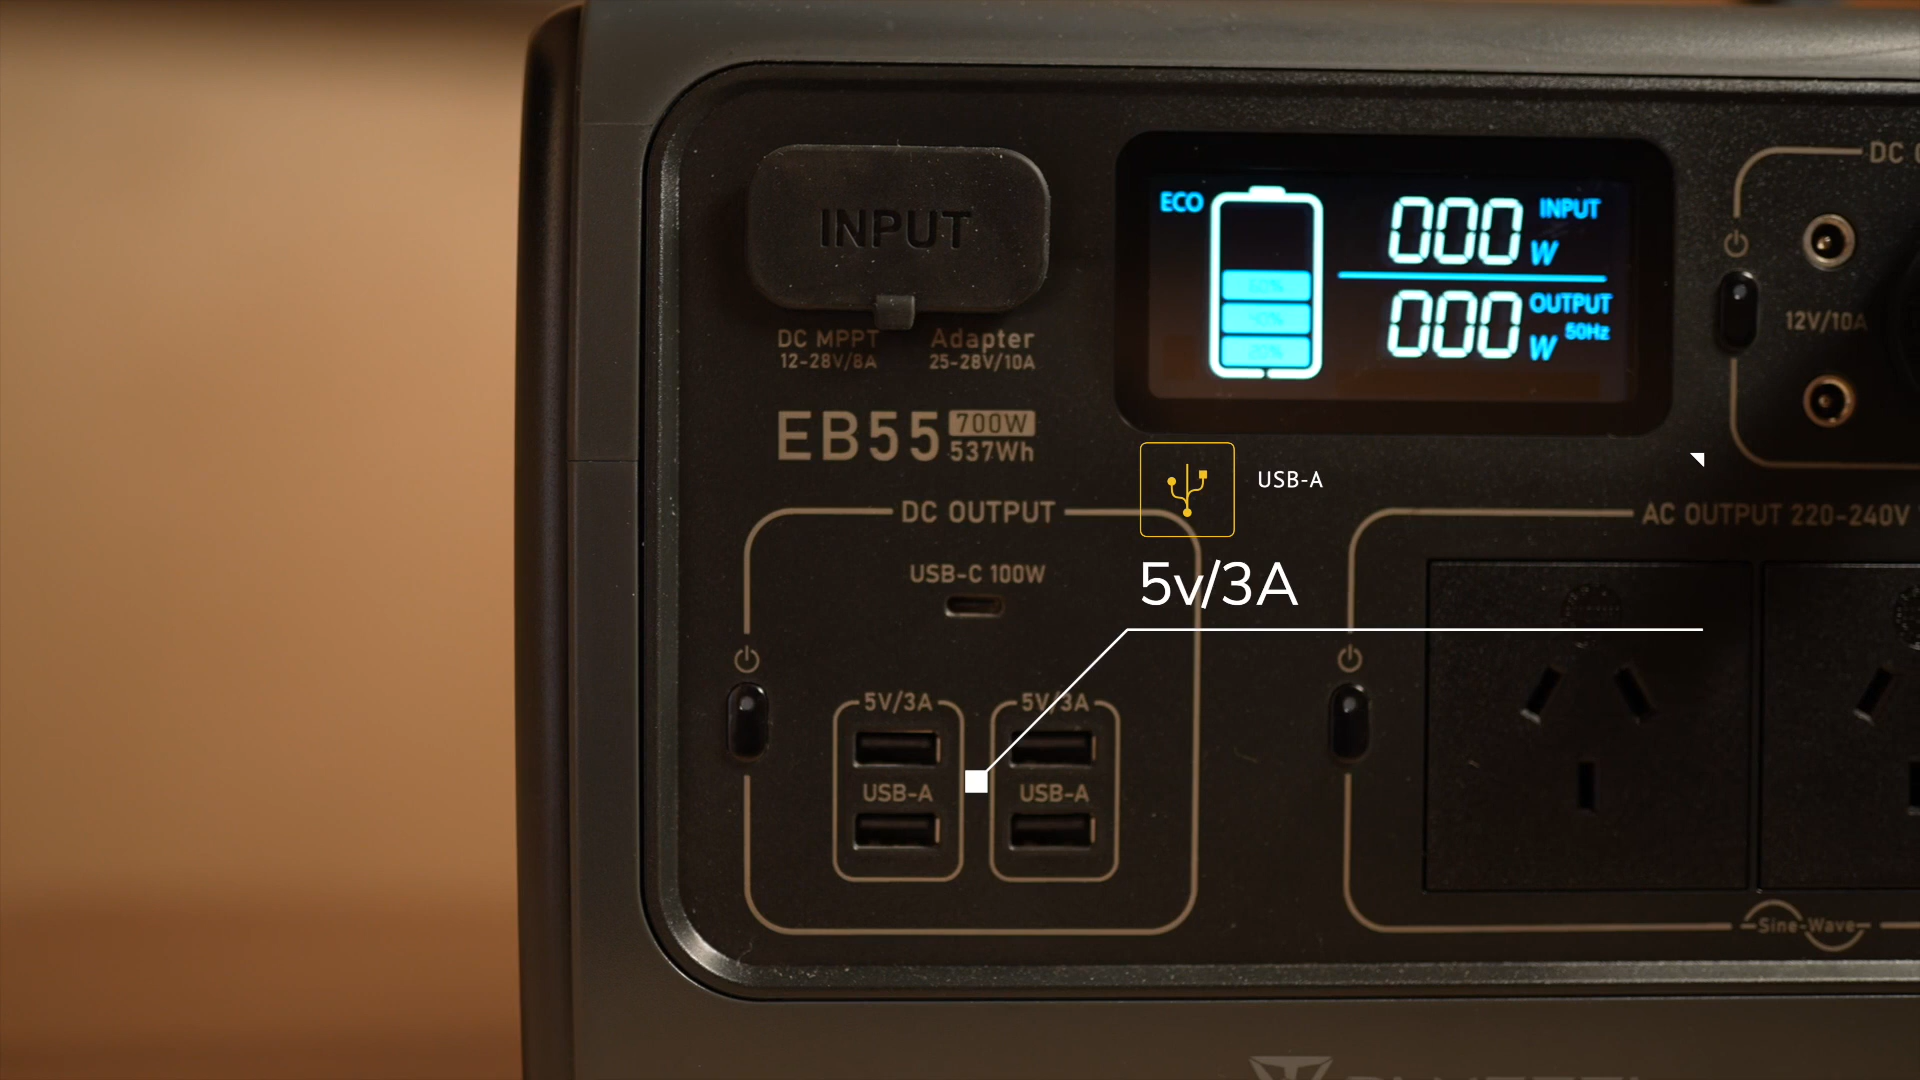 INPUT
DC MPPT
12-28V/8A
Adapter
25-28V/10A
EB55 700W
537Wh
ECO
000 W INPUT
000 W OUTPUT
50Hz
DC
12V/10A
USB-A
5v/3A
DC OUTPUT
USB-C 100W
5V/3A
USB-A
5V/3A
USB-A
AC OUTPUT 220-240V
Sine-Wave